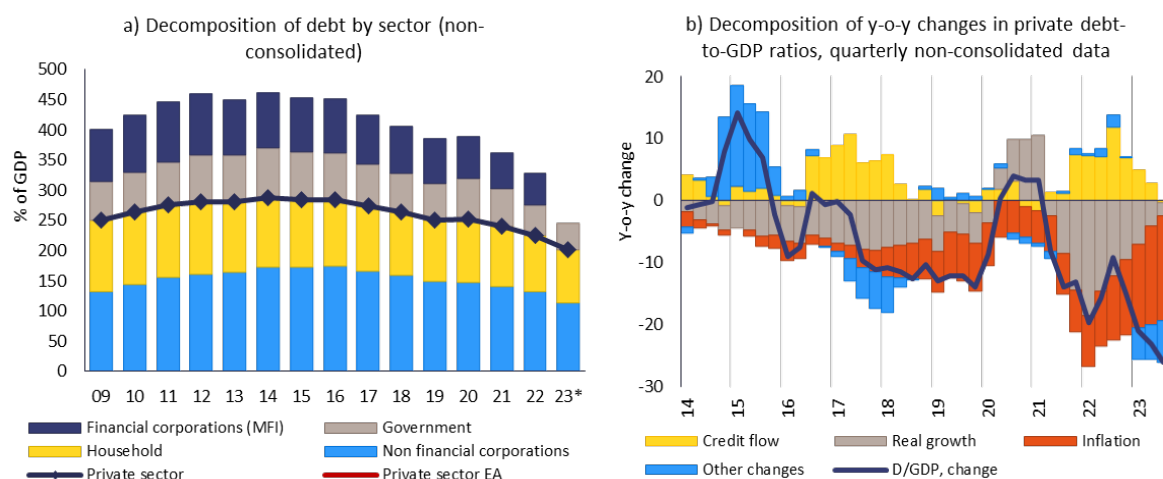 a) Decomposition of debt by sector (non-
consolidated)
500
450
400
350
300
250
200
150
100
50
0
% of GDP
09 10 11 12 13 14 15 16 17 18 19 20 21 22 23*
Financial corporations (MFI) Government
Household Non financial corporations
Private sector Private sector EA
b) Decomposition of y-o-y changes in private debt-
to-GDP ratios, quarterly non-consolidated data
20
10
0
-10
-20
-30
Y-o-y change
14 15 16 17 18 19 20 21 22 23
Credit flow Real growth Inflation
Other changes D/GDP, change